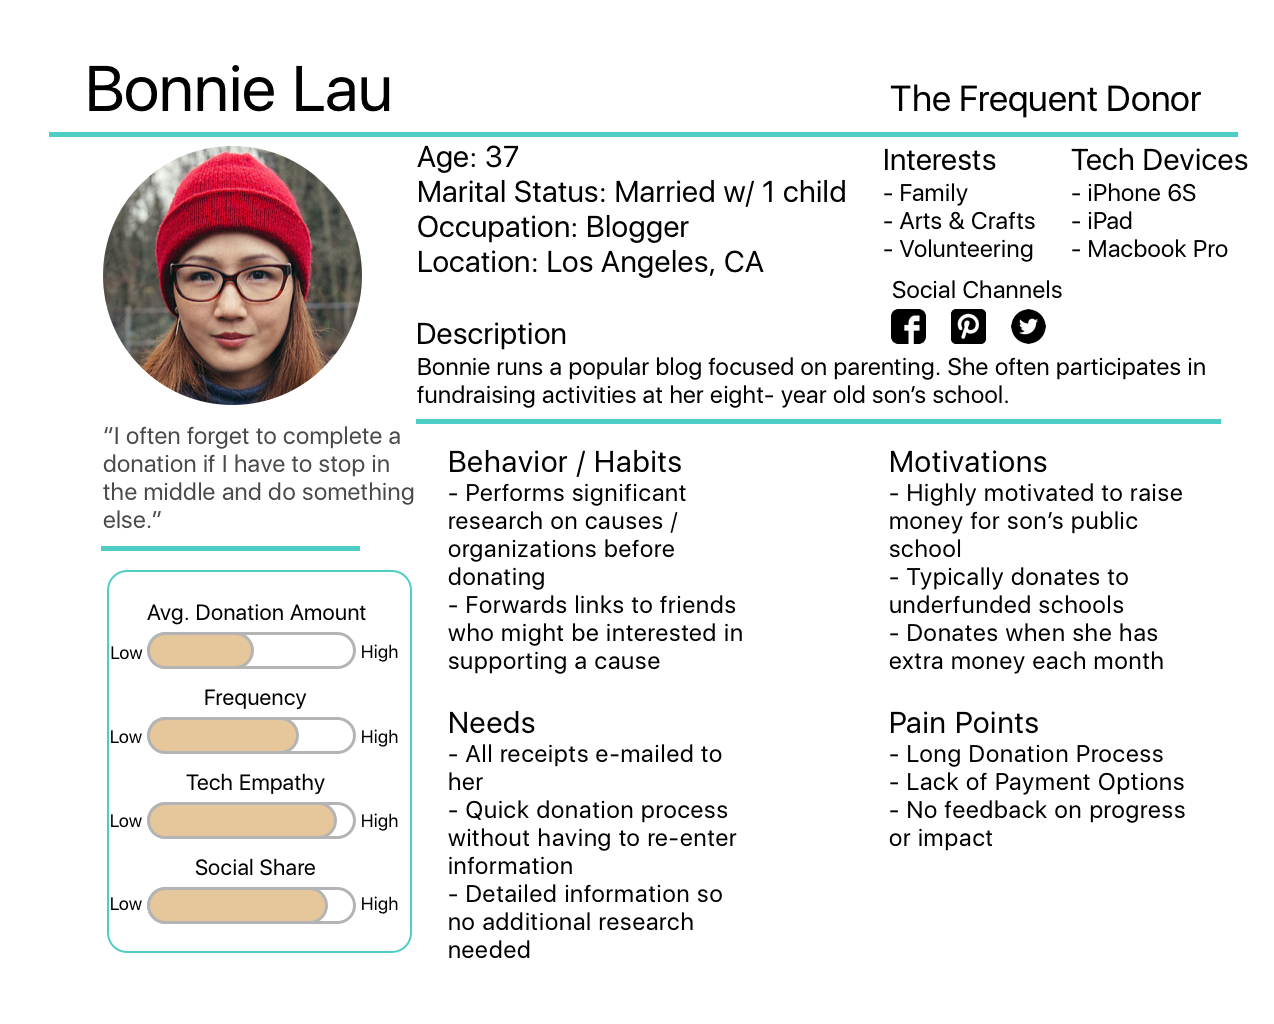 Bonnie Lau
The Frequent Donor
Age: 37
Marital Status: Married w/ 1 child
Occupation: Blogger
Location: Los Angeles, CA
Interests
- Family
- Arts & Crafts
- Volunteering
Tech Devices
- iPhone 6S
- iPad
- Macbook Pro
Social Channels
Description
Bonnie runs a popular blog focused on parenting. She often participates in
fundraising activities at her eight- year old son’s school.
“I often forget to complete a
donation if I have to stop in
the middle and do something
else.”
Avg. Donation Amount
Low High
Frequency
Low High
Tech Empathy
Low High
Social Share
Low High
Behavior / Habits
- Performs significant
research on causes /
organizations before
donating
- Forwards links to friends
who might be interested in
supporting a cause
Motivations
- Highly motivated to raise
money for son’s public
school
- Typically donates to
underfunded schools
- Donates when she has
extra money each month
Needs
- All receipts e-mailed to
her
- Quick donation process
without having to re-enter
information
- Detailed information so
no additional research
needed
Pain Points
- Long Donation Process
- Lack of Payment Options
- No feedback on progress
or impact